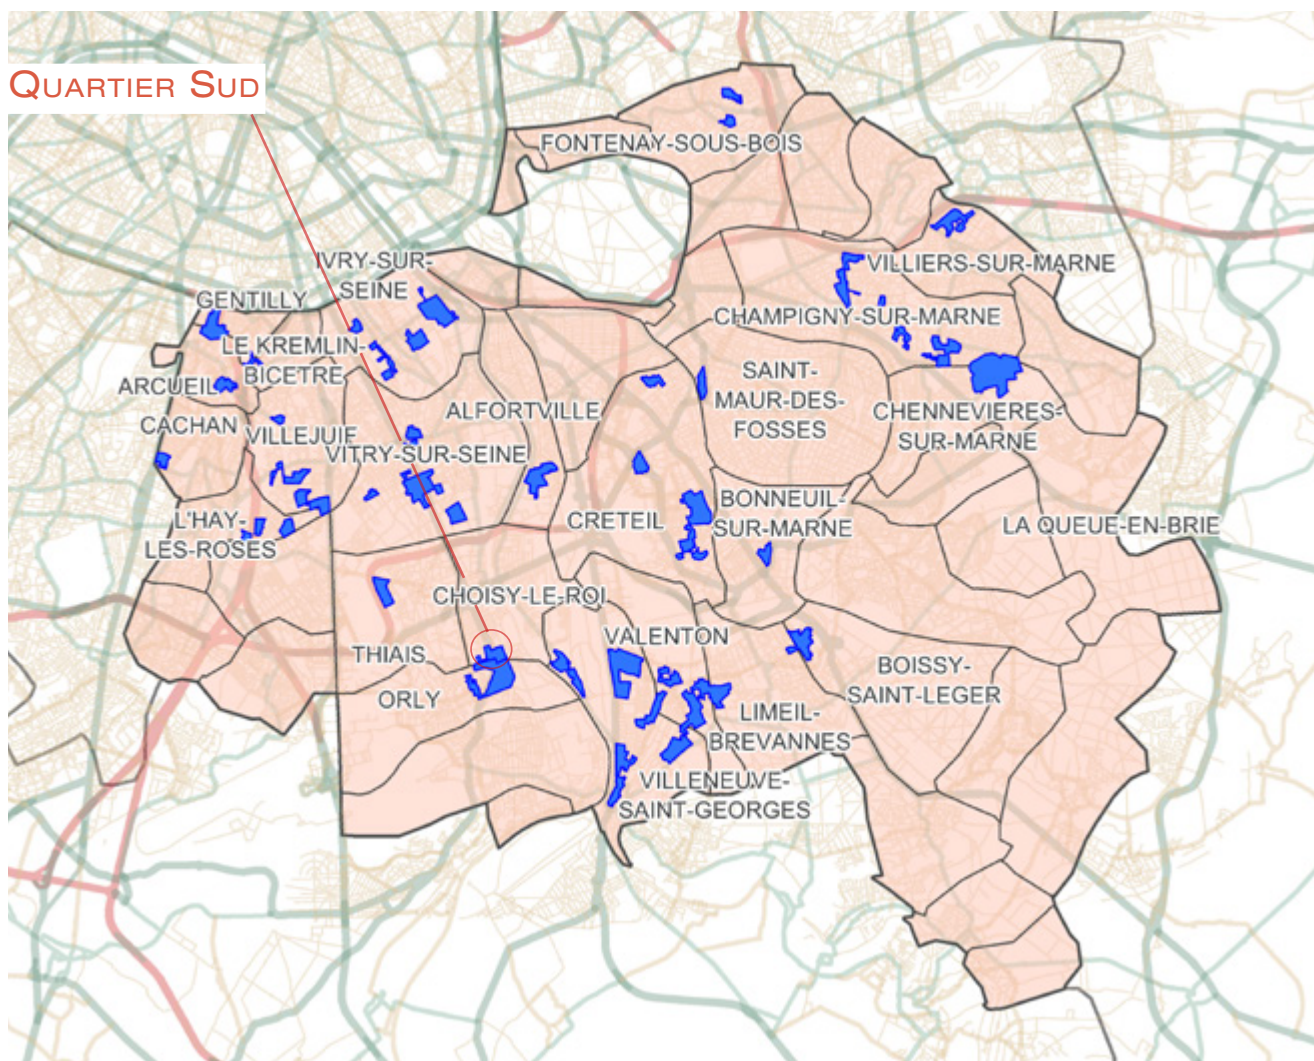 QUARTIER SUD
FONTENAY-SOUS-BOIS
IVRY-SUR-
SEINE
VILLIERS-SUR-MARNE
GENTILLY
CHAMPIGNY-SUR-MARNE
LE KREMLIN-
BICETRE
ARCUEIL
SAINT-
MAUR-DES-
FOSSES
CACHAN
VILLEJUIF
ALFORTVILLE
CHENNEVIERES-
SUR-MARNE
VITRY-SUR-SEINE
L'HAY-
LES-ROSES
CRETEIL
BONNEUIL-
SUR-MARNE
LA QUEUE-EN-BRIE
CHOISY-LE-ROI
THIAIS
VALENTON
ORLY
BOISSY-
SAINT-LEGER
LIMEIL-
BREVANNES
VILLENEUVE-
SAINT-GEORGES